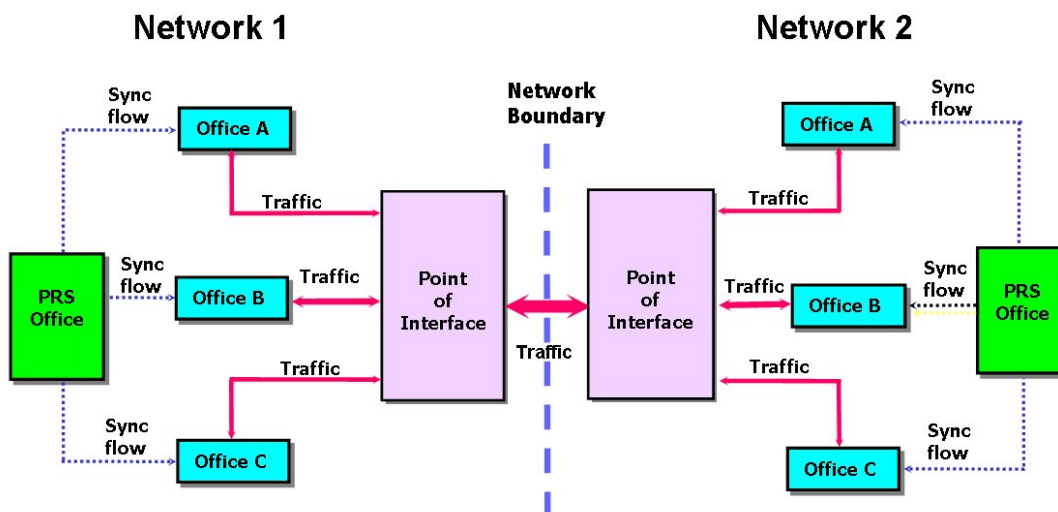 Network 1
Network 2
Sync
flow
Office A
Traffic
PRS
Office
Sync
flow
Office B
Traffic
Traffic
Sync
flow
Office C
Point
of
Interface
Network
Boundary
Traffic
Point
of
Interface
Office A
Sync
flow
Traffic
Traffic
Office B
Sync
flow
PRS
Office
Traffic
Office C
Sync
flow